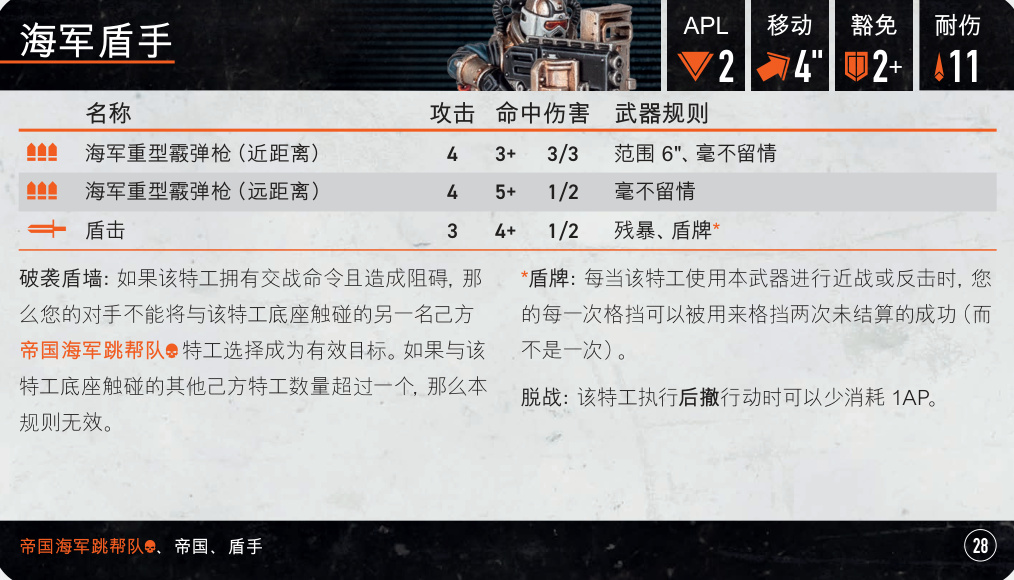 海军盾手
APL 移动 豁免 耐伤
2 4" 2+ 11
名称 攻击 命中 伤害 武器规则
海军重型霰弹枪（近距离） 4 3+ 3/3 范围 6"、毫不留情
海军重型霰弹枪（远距离） 4 5+ 1/2 毫不留情
盾击 3 4+ 1/2 残暴、盾牌*
破袭盾墙：如果该特工拥有交战命令且造成阻碍，那
么您的对手不能将与该特工底座触碰的另一名己方
帝国海军跳帮队特工选择成为有效目标。如果与该
特工底座触碰的其他己方特工数量超过一个，那么本
规则无效。
*盾牌：每当该特工使用本武器进行近战或反击时，您
的每一次格挡可以被用来格挡两次未结算的成功（而
不是一次）。
脱战：该特工执行后撤行动时可以少消耗 1AP。
帝国海军跳帮队、帝国、盾手
28